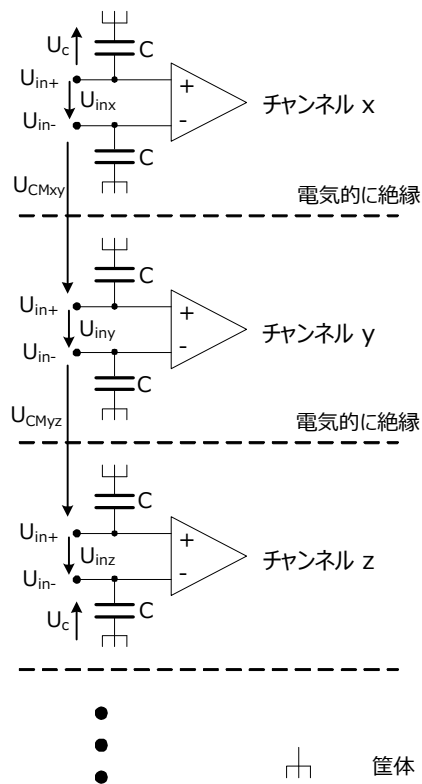 Uc
C
Uin+
Uinx
+
チャンネル x
Uin-
-
C
UCMxy
電気的に絶縁
C
Uin+
Uiny
+
チャンネル y
Uin-
-
C
UCMyz
電気的に絶縁
C
Uin+
Uinz
+
チャンネル z
Uin-
-
C
Uc
筐体